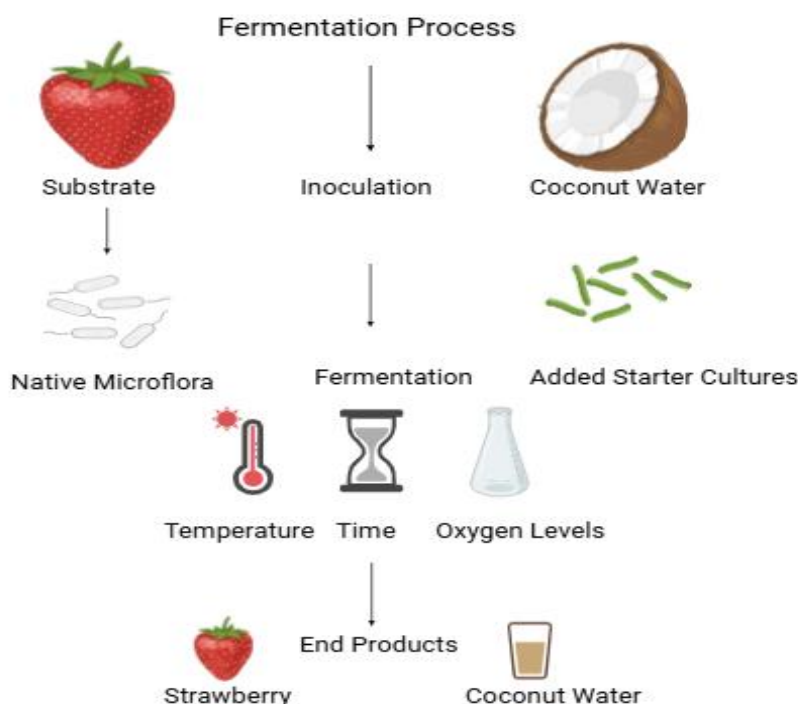 Fermentation Process
Substrate
Inoculation
Coconut Water
Native Microflora
Fermentation
Added Starter Cultures
Temperature
Time
Oxygen Levels
End Products
Strawberry
Coconut Water